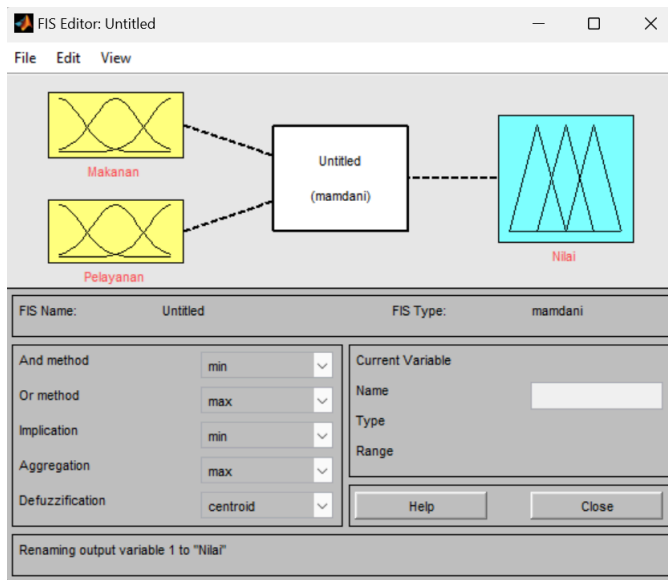 FIS Editor: Untitled
File Edit View
Makanan
Pelayanan
Untitled
(mamdani)
Nilai
FIS Name: Untitled FIS Type: mamdani
And method min
Or method max
Implication min
Aggregation max
Defuzzification centroid
Current Variable
Name
Type
Range
Help Close
Renaming output variable 1 to "Nilai"